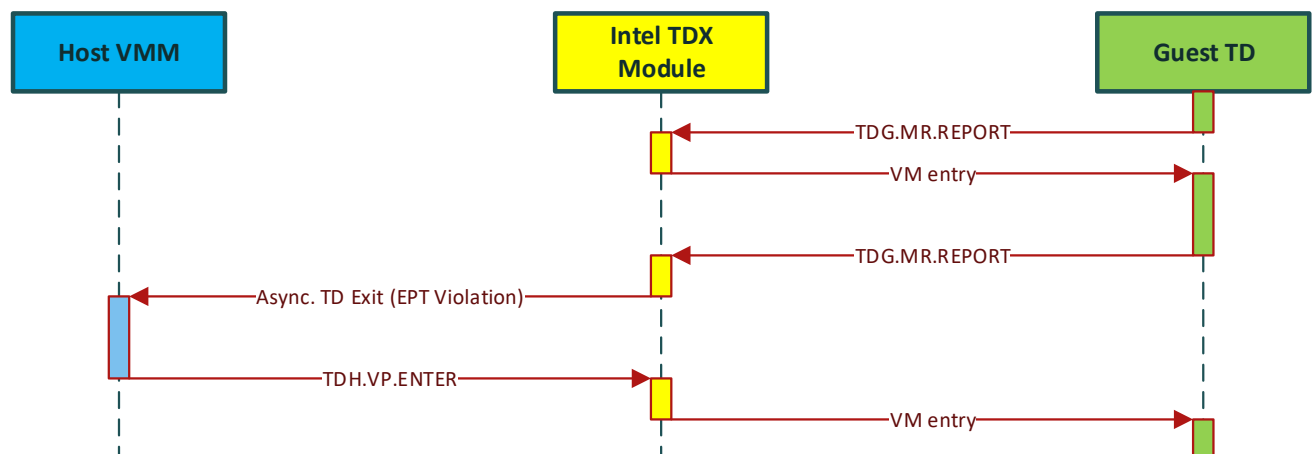 Host VMM
Intel TDX
Module
Guest TD
TDG.MR.REPORT
VM entry
TDG.MR.REPORT
Async. TD Exit (EPT Violation)
TDH.VP.ENTER
VM entry